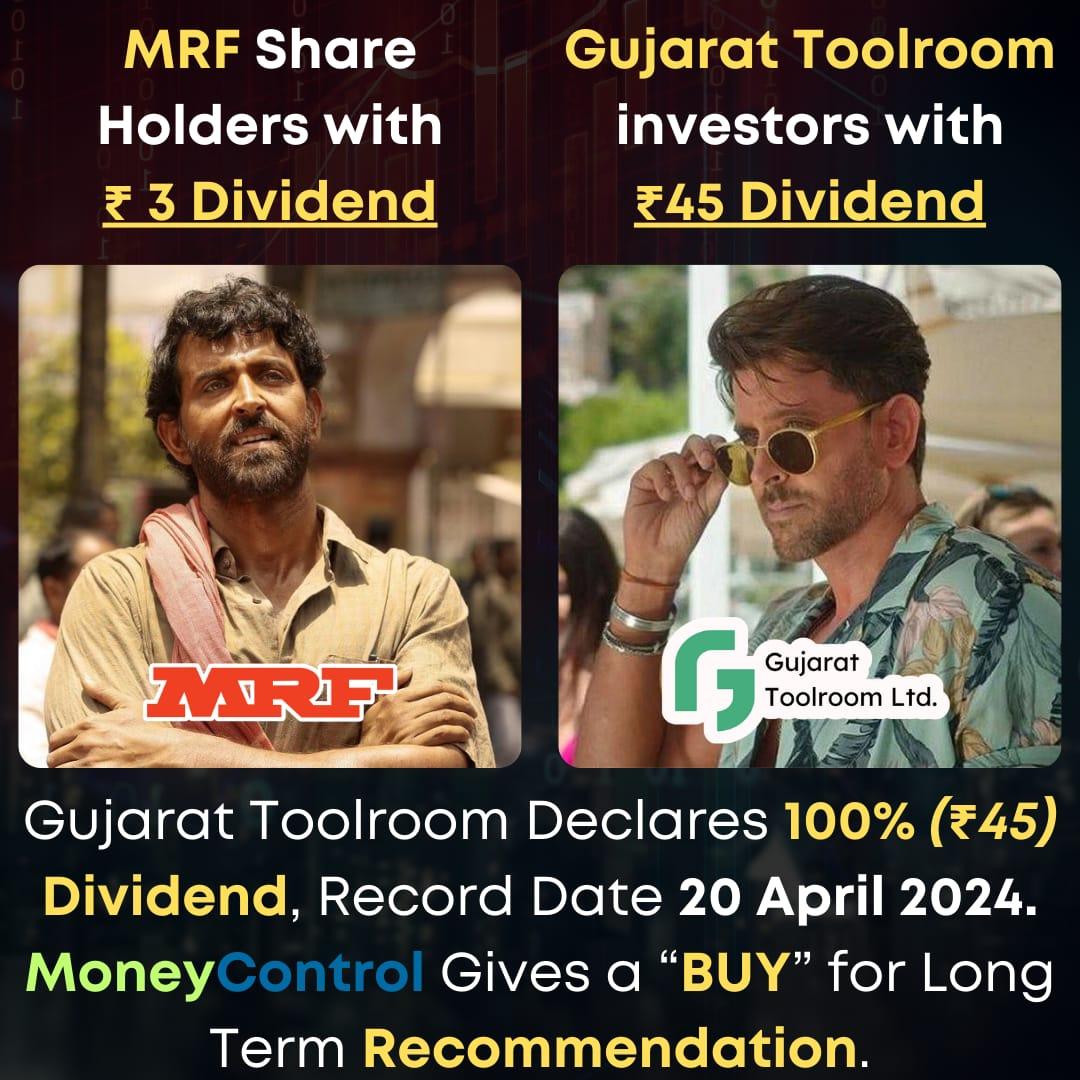 MRF Share
Holders with
₹ 3 Dividend
Gujarat Toolroom
investors with
₹45 Dividend
MRF
Gujarat
Toolroom Ltd.
Gujarat Toolroom Declares 100% (₹45)
Dividend, Record Date 20 April 2024.
MoneyControl Gives a “BUY” for Long
Term Recommendation.